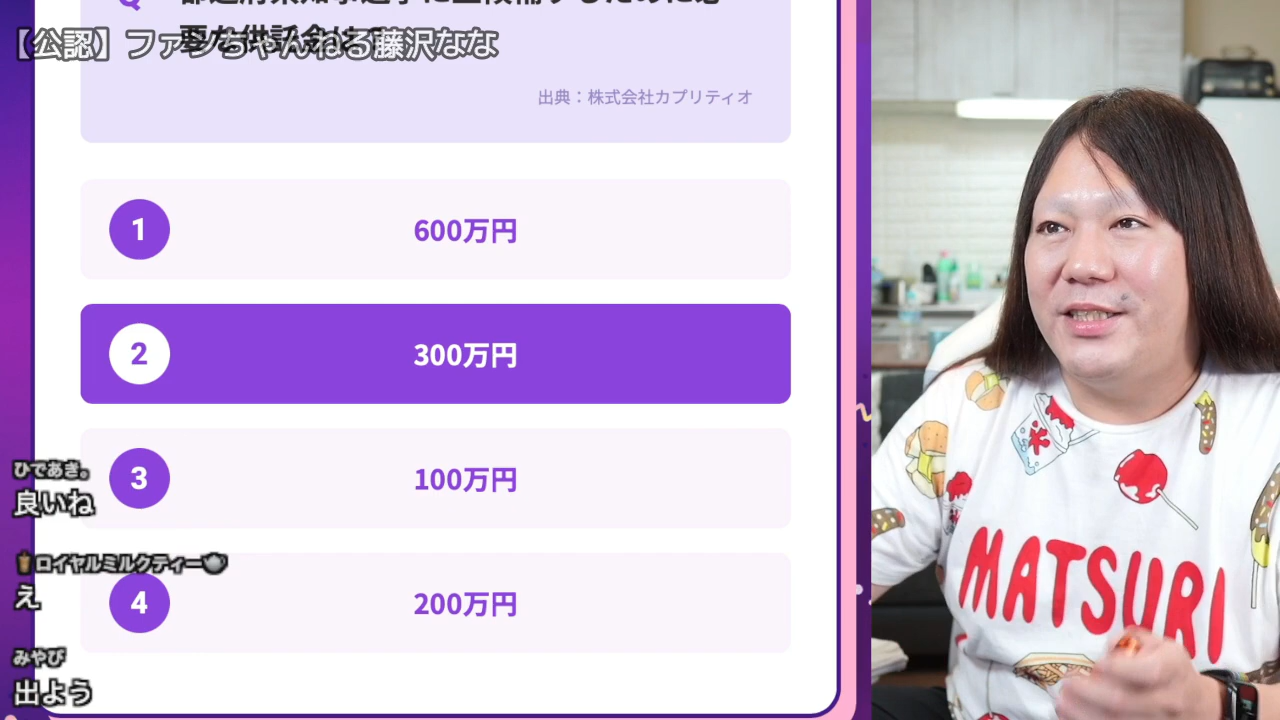 【公認】ファンちゃんねる藤沢なな
出典：株式会社カプリティオ
1 600万円
2 300万円
3 100万円
4 200万円
ひであき。
良いね
ロイヤルミルクティー
え
みやび
出よう
MATSURI